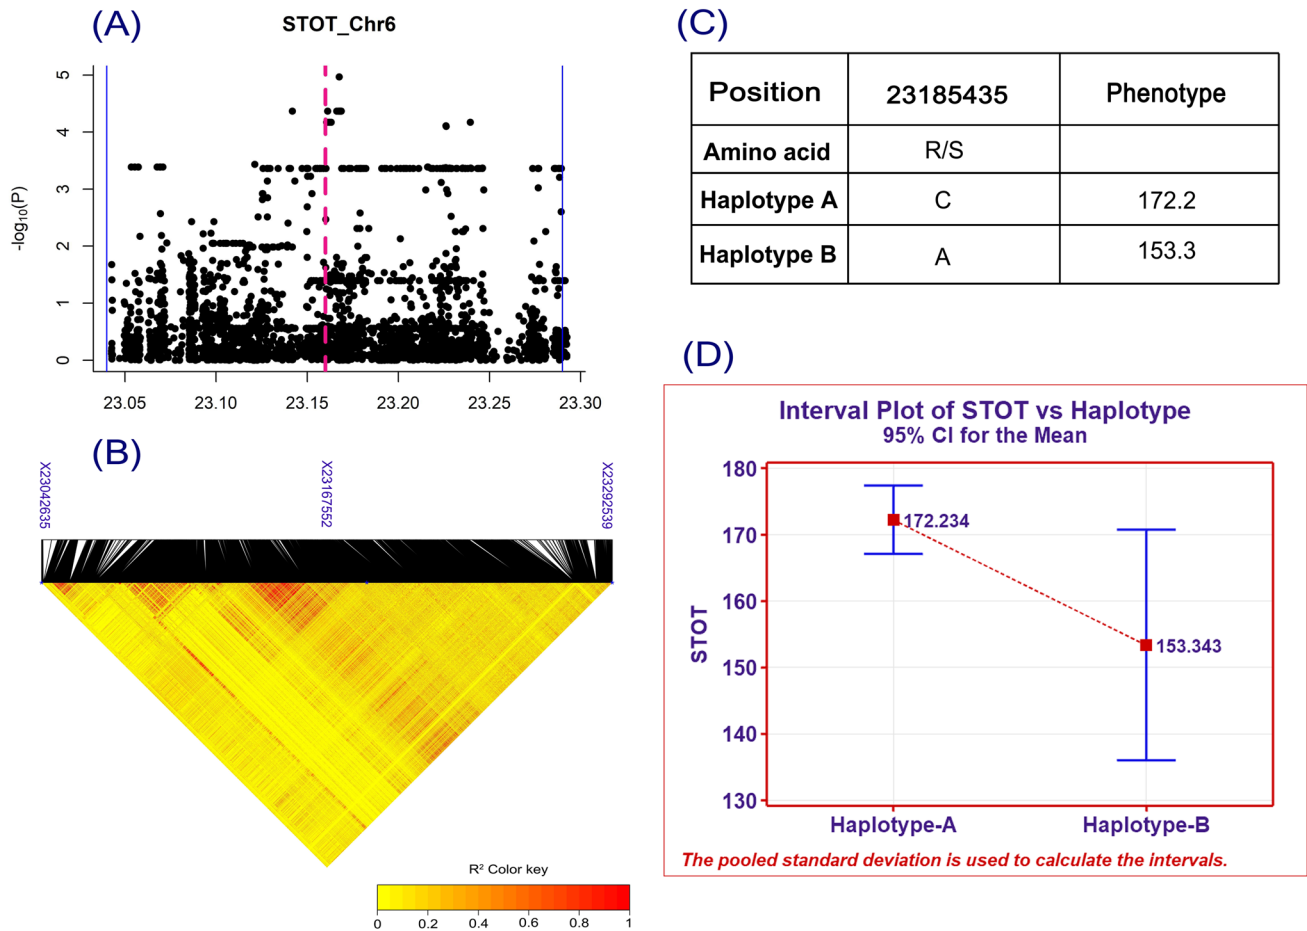 (A)
STOT_Chr6
-log10(P)
5
4
3
2
1
0
23.05 23.10 23.15 23.20 23.25 23.30
(B)
X23042635 X23167552 X23292539
R² Color key
0 0.2 0.4 0.6 0.8 1
(C)
Position 23185435 Phenotype
Amino acid R/S
Haplotype A C 172.2
Haplotype B A 153.3
(D)
Interval Plot of STOT vs Haplotype
95% CI for the Mean
STOT
180
170
160
150
140
130
172.234
153.343
Haplotype-A Haplotype-B
The pooled standard deviation is used to calculate the intervals.